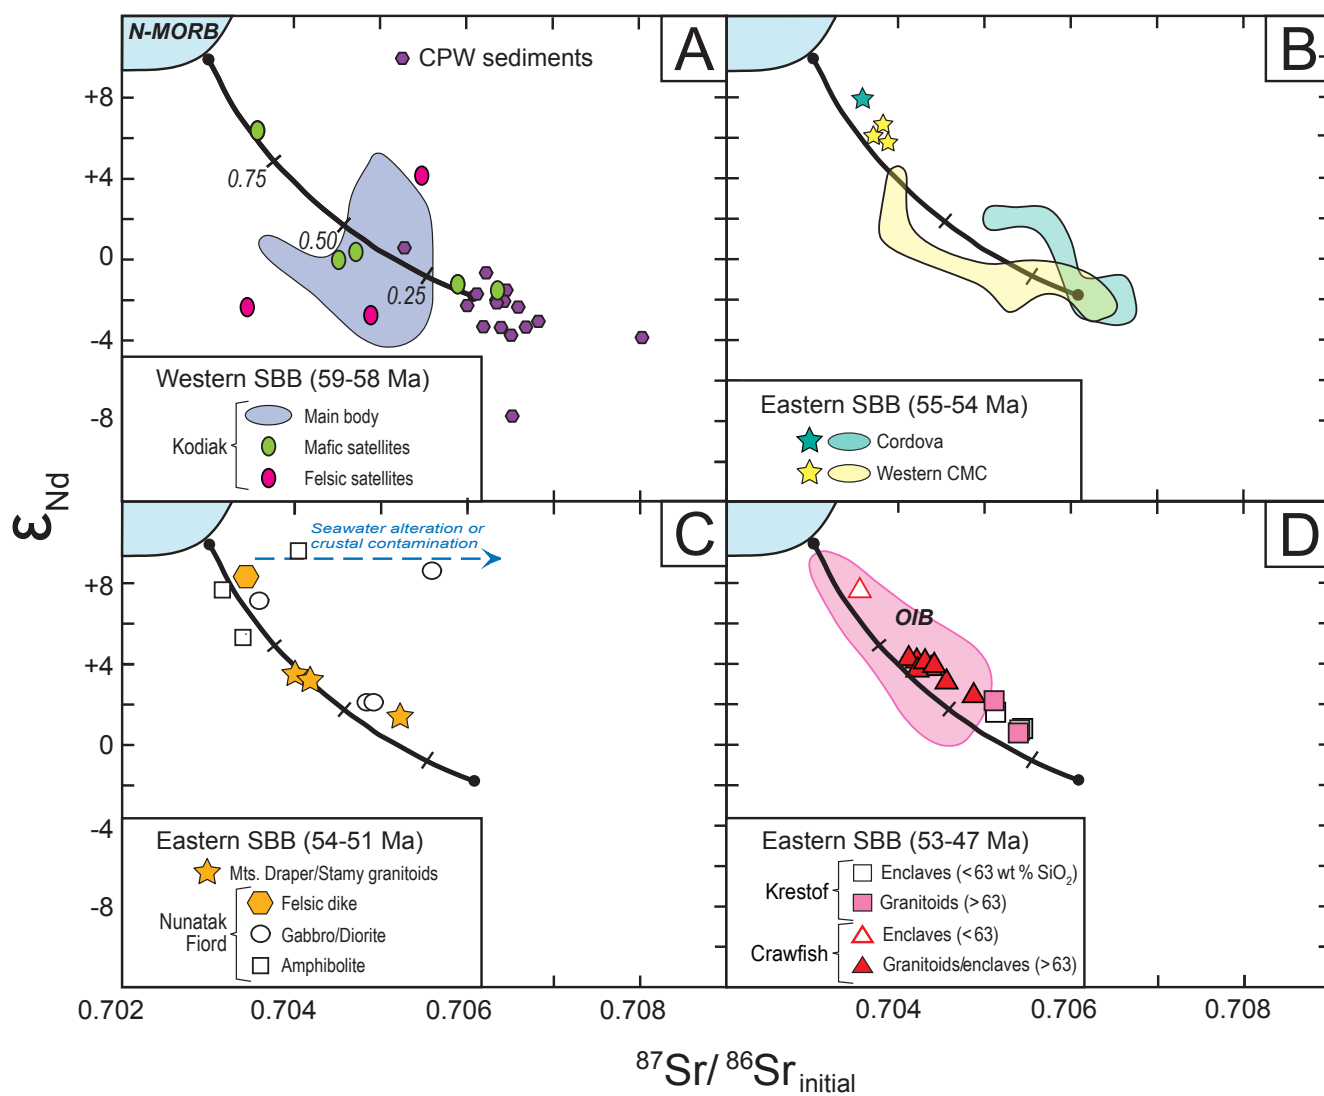 N-MORB
CPW sediments
A
+8
+4
0
-4
-8
0.75
0.50
0.25
Western SBB (59-58 Ma)
Kodiak
Main body
Mafic satellites
Felsic satellites
B
Eastern SBB (55-54 Ma)
Cordova
Western CMC
εNd
Seawater alteration or
crustal contamination
C
+8
+4
0
-4
-8
Eastern SBB (54-51 Ma)
Mts. Draper/Stamy granitoids
Nunatak
Fiord
Felsic dike
Gabbro/Diorite
Amphibolite
D
OIB
Eastern SBB (53-47 Ma)
Krestof
Enclaves (<63 wt % SiO2)
Granitoids (>63)
Crawfish
Enclaves (<63)
Granitoids/enclaves (>63)
0.702
0.704
0.706
0.708
0.704
0.706
0.708
87Sr/ 86Sr initial